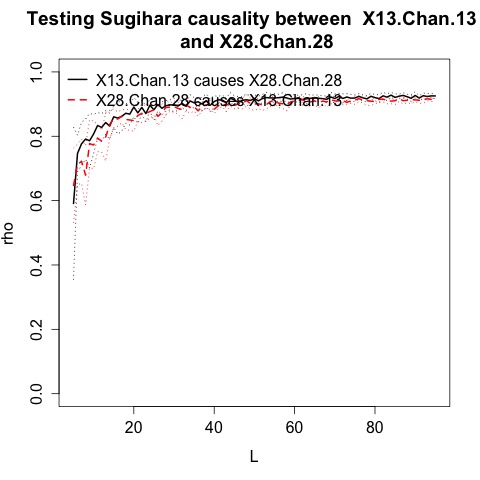 Testing Sugihara causality between  X13.Chan.13
and X28.Chan.28
X13.Chan.13 causes X28.Chan.28
X28.Chan.28 causes X13.Chan.13
rho
1.0
0.8
0.6
0.4
0.2
0.0
20
40
60
80
L